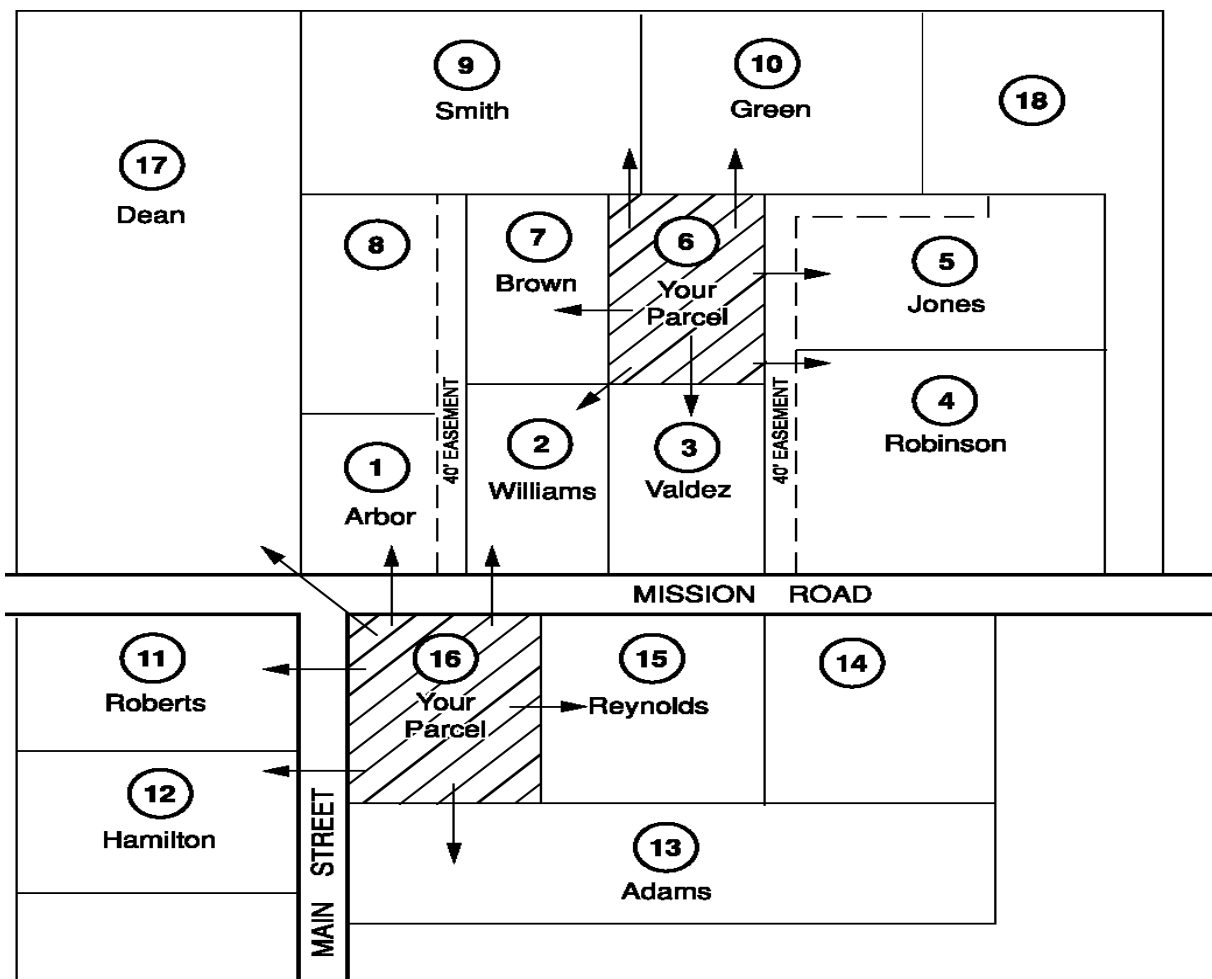 9
Smith
10
Green
18
17
Dean
8
7
Brown
6
Your
Parcel
5
Jones
40' EASEMENT
40' EASEMENT
1
Arbor
2
Williams
3
Valdez
4
Robinson
MISSION ROAD
11
Roberts
16
Your
Parcel
15
Reynolds
14
12
Hamilton
MAIN STREET
13
Adams